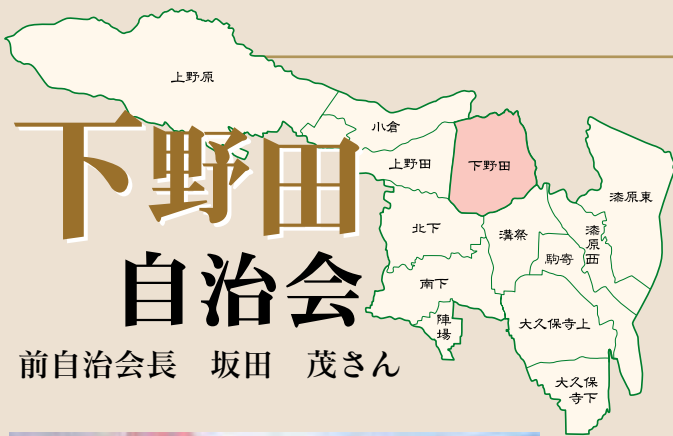 上野原
小倉
上野田
下野田
漆原東
漆原西
北下
溝祭
駒寄
南下
陣場
大久保寺上
大久保
寺下
下野田
自治会
前自治会長　坂田　茂さん